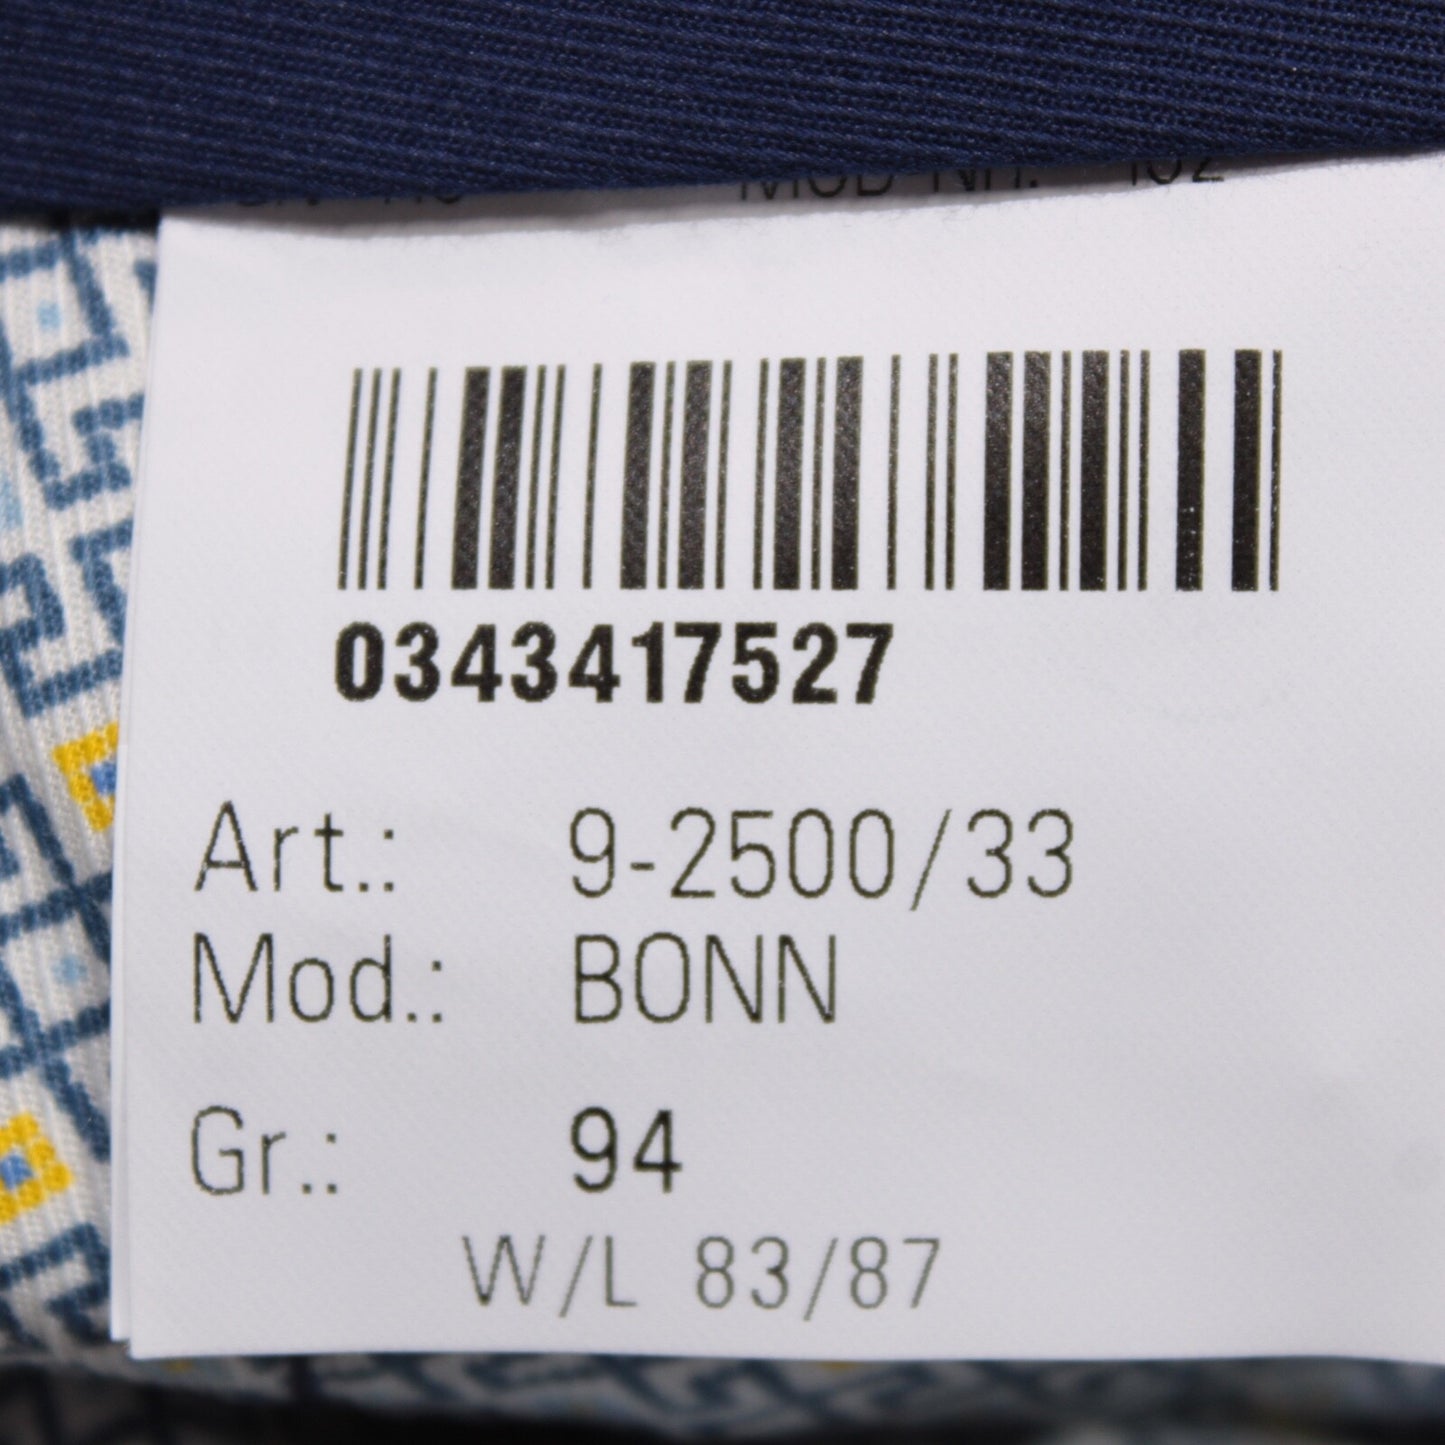 0343417527
Art.: 9-2500/33
Mod.: BONN
Gr.: 94
W/L 83/87